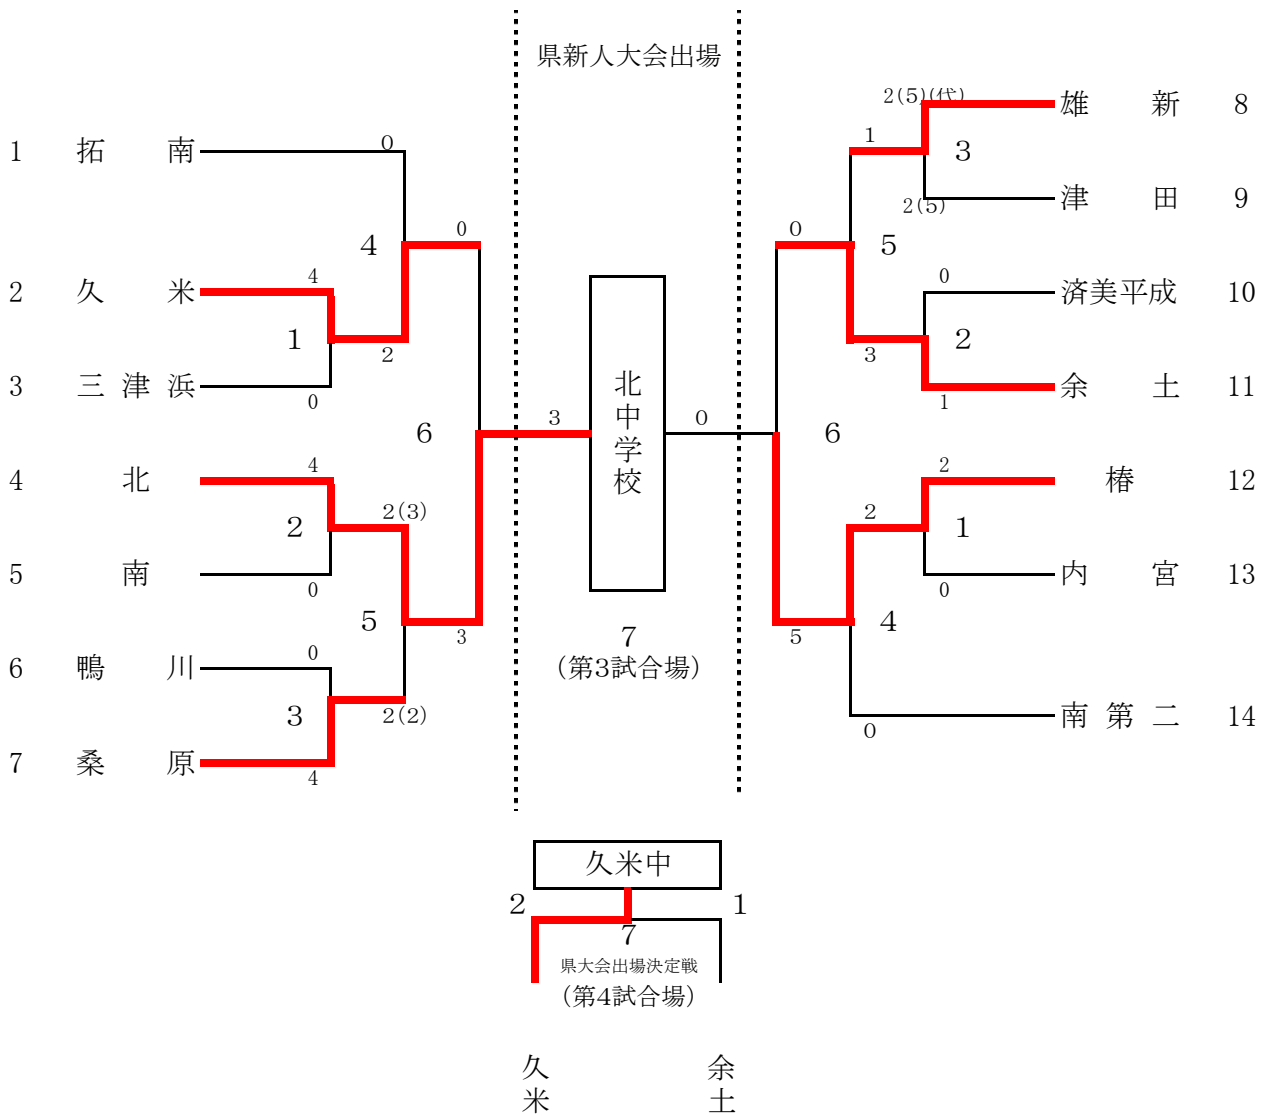 県新人大会出場
1 拓南
2 久米
3 三津浜
4 北
5 南
6 鴨川
7 桑原
0
4
0
4
0
0
4
1
2
3
0
2
2(3)
2(2)
4
5
0
3
6
3
北中学校
7
(第3試合場)
0
6
0
5
5
4
1
3
2
0
2(5)(代)
2(5)
0
1
2
0
3
2
1
雄新 8
津田 9
済美平成 10
余土 11
椿 12
内宮 13
南第二 14
久米中
2
1
7
県大会出場決定戦
(第4試合場)
久米
余土